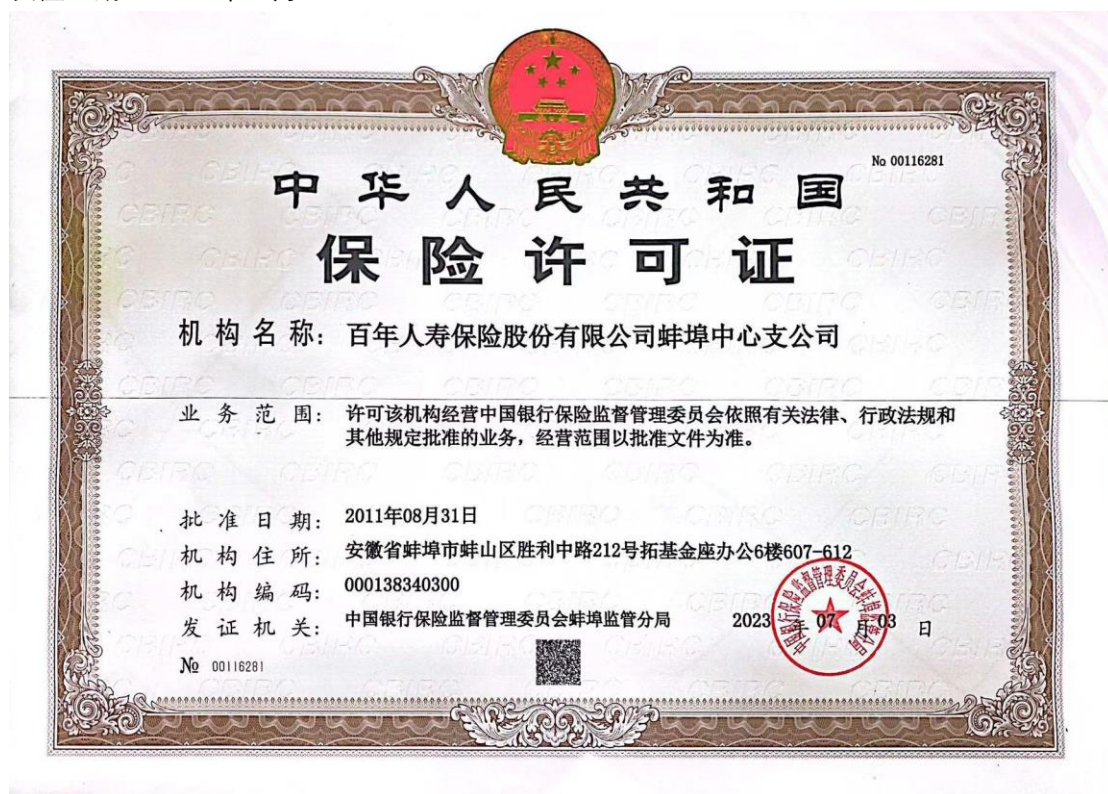 No 00116281
中华人民共和国
保险许可证
机构名称: 百年人寿保险股份有限公司蚌埠中心支公司
业务范围: 许可该机构经营中国银行保险监督管理委员会依照有关法律、行政法规和
其他规定批准的业务，经营范围以批准文件为准。
批准日期: 2011年08月31日
机构住所: 安徽省蚌埠市蚌山区胜利中路212号拓基金座办公6楼607-612
机构编码: 000138340300
发证机关: 中国银行保险监督管理委员会蚌埠监管分局 2023 年 07 月 03 日
№ 00116281
CBIRC